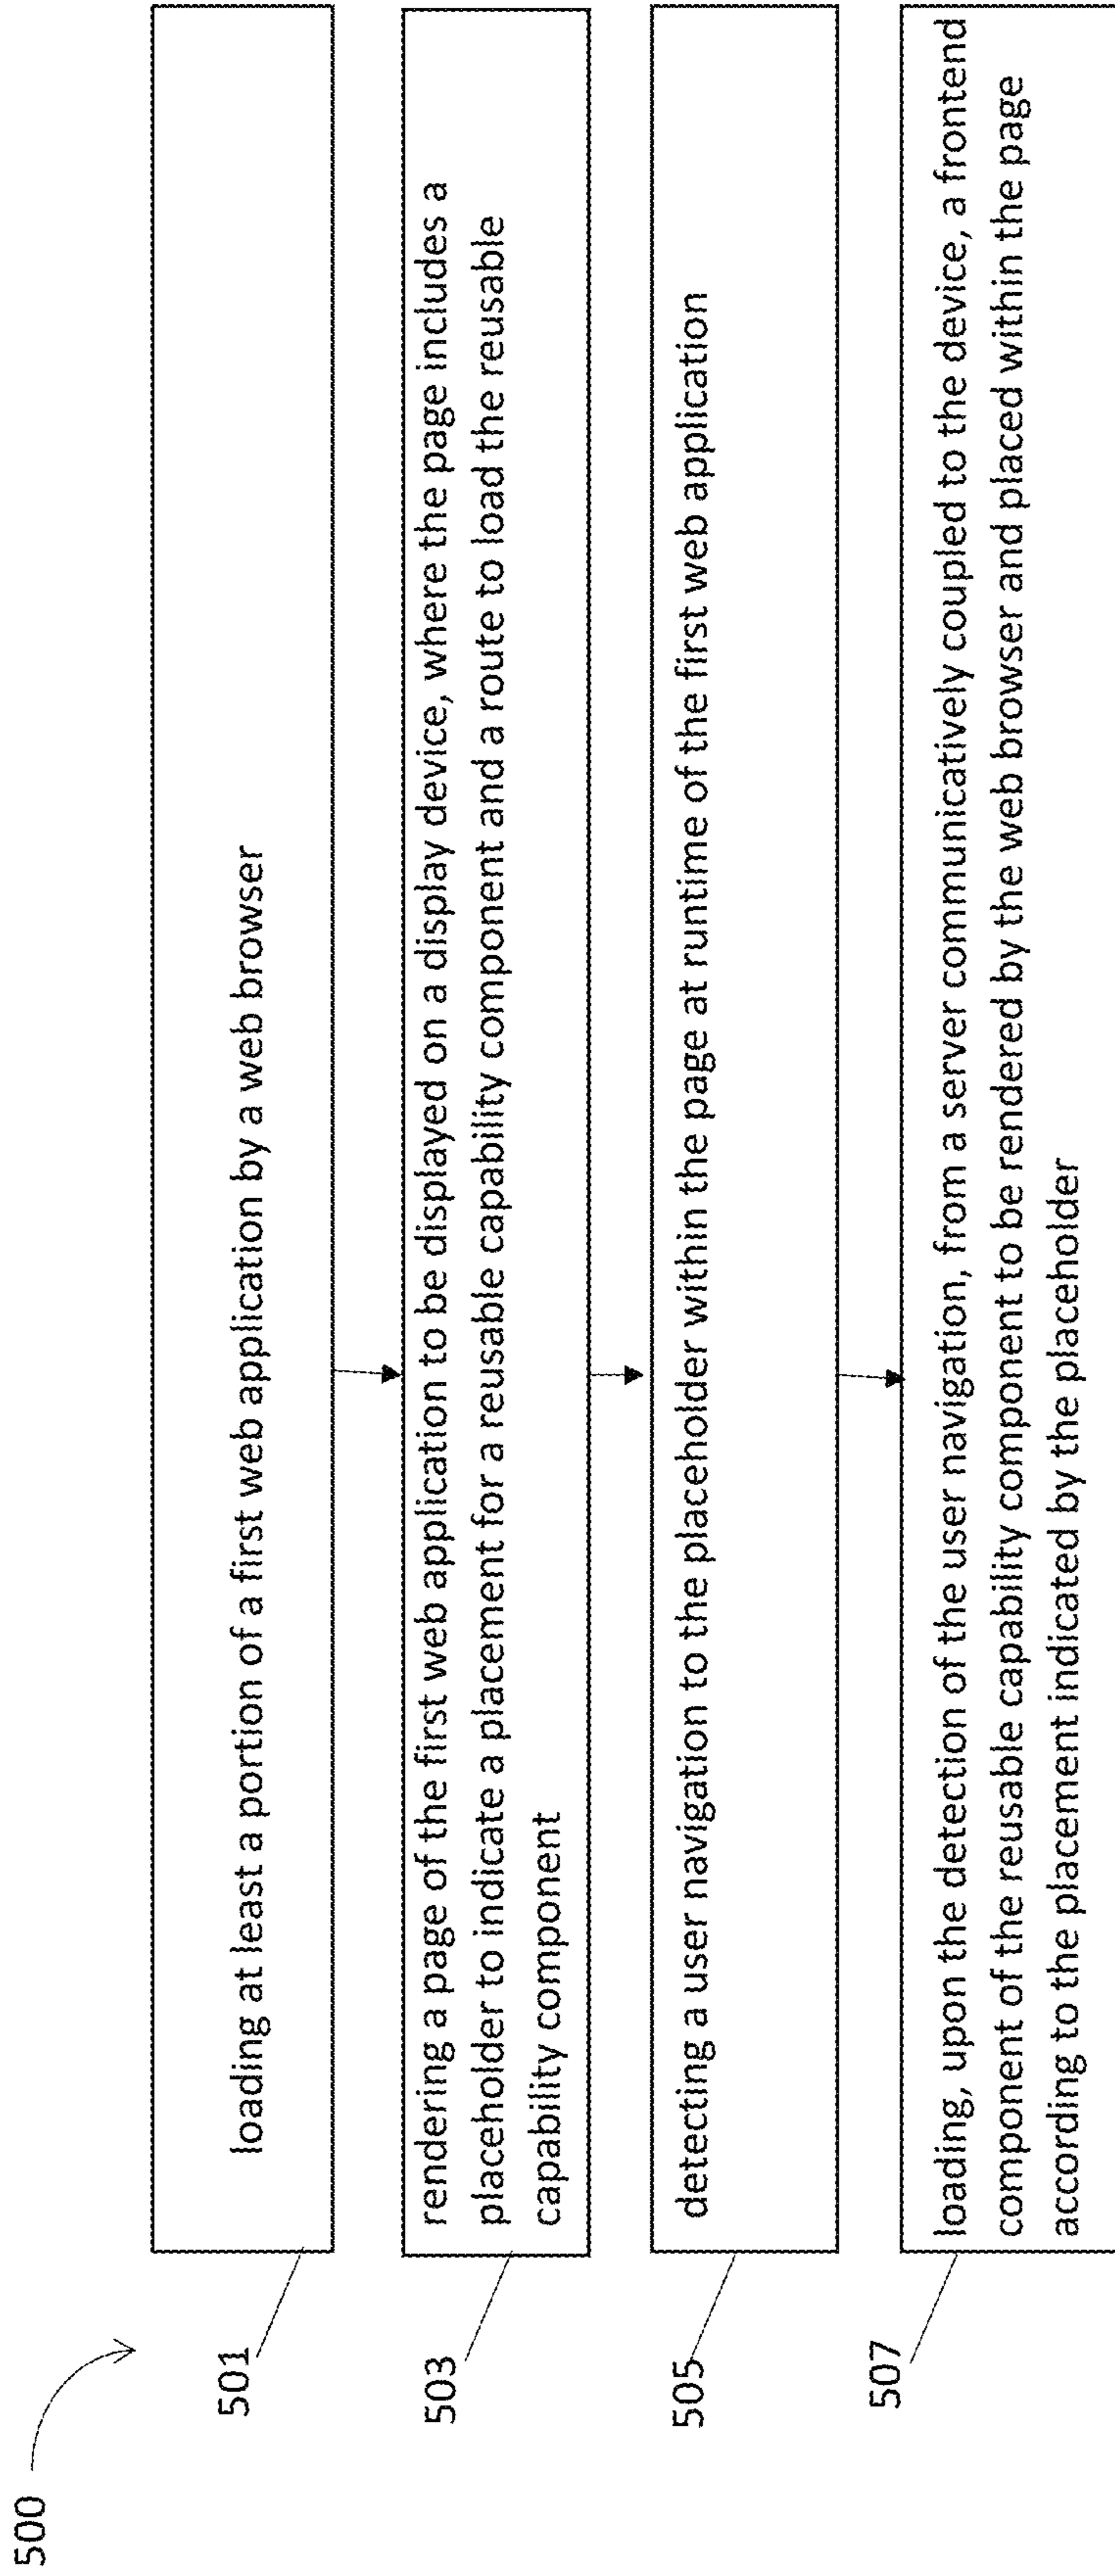 500
501
loading at least a portion of a first web application by a web browser
503
rendering a page of the first web application to be displayed on a display device, where the page includes a
placeholder to indicate a placement for a reusable capability component and a route to load the reusable
capability component
505
detecting a user navigation to the placeholder within the page at runtime of the first web application
507
loading, upon the detection of the user navigation, from a server communicatively coupled to the device, a frontend
component of the reusable capability component to be rendered by the web browser and placed within the page
according to the placement indicated by the placeholder